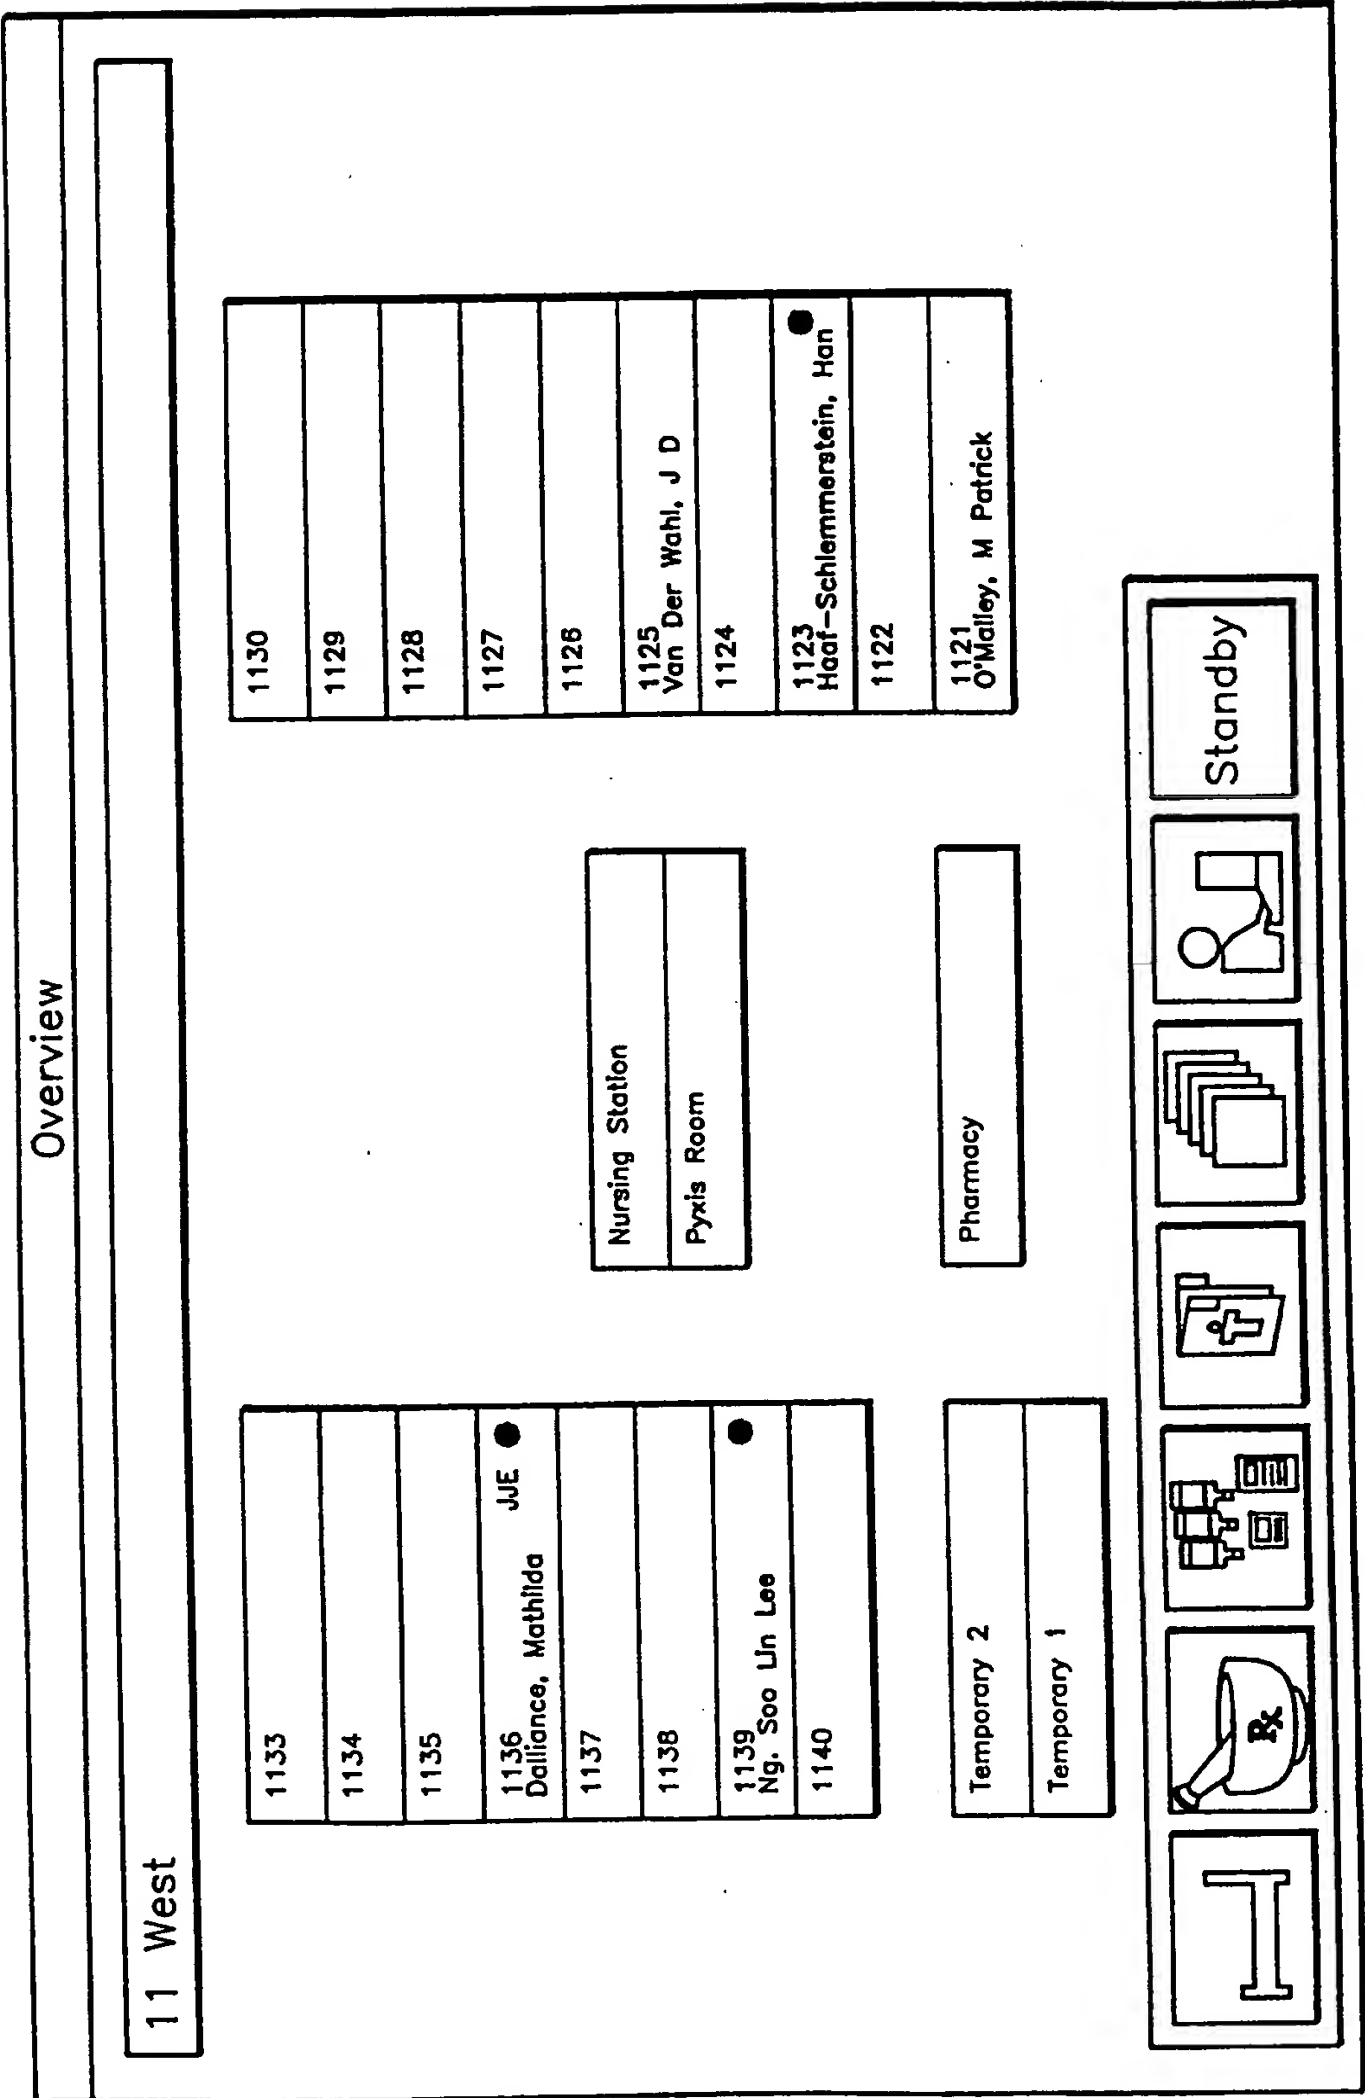 Overview
11 West
1133
1134
1135
1136 JJE
Dalliance, Mathilda
1137
1138
1139
Ng. Soo Lin Lee
1140
Temporary 2
Temporary 1
Nursing Station
Pyxis Room
Pharmacy
1130
1129
1128
1127
1126
1125
Van Der Wahl, J D
1124
1123
Haaf-Schlemmerstein, Han
1122
1121
O'Malley, M Patrick
Rx
Standby